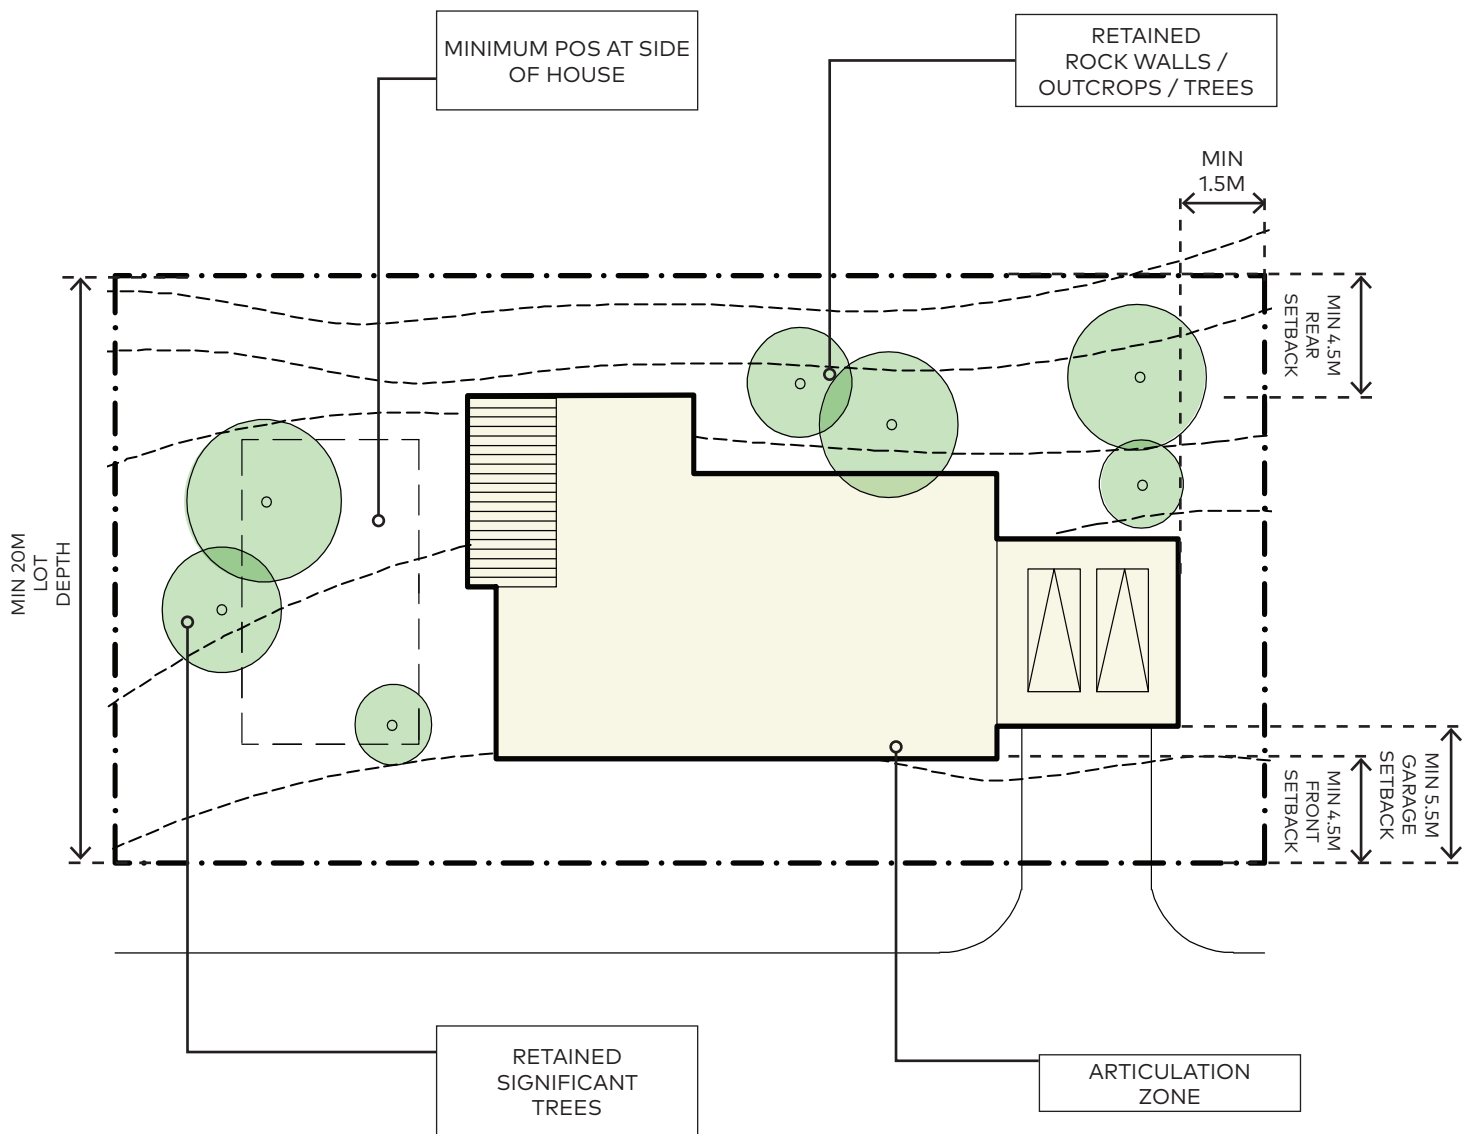 MINIMUM POS AT SIDE
OF HOUSE
RETAINED
ROCK WALLS /
OUTCROPS / TREES
MIN
1.5M
MIN 4.5M
REAR
SETBACK
MIN 20M
LOT
DEPTH
MIN 4.5M
FRONT
SETBACK
MIN 5.5M
GARAGE
SETBACK
RETAINED
SIGNIFICANT
TREES
ARTICULATION
ZONE